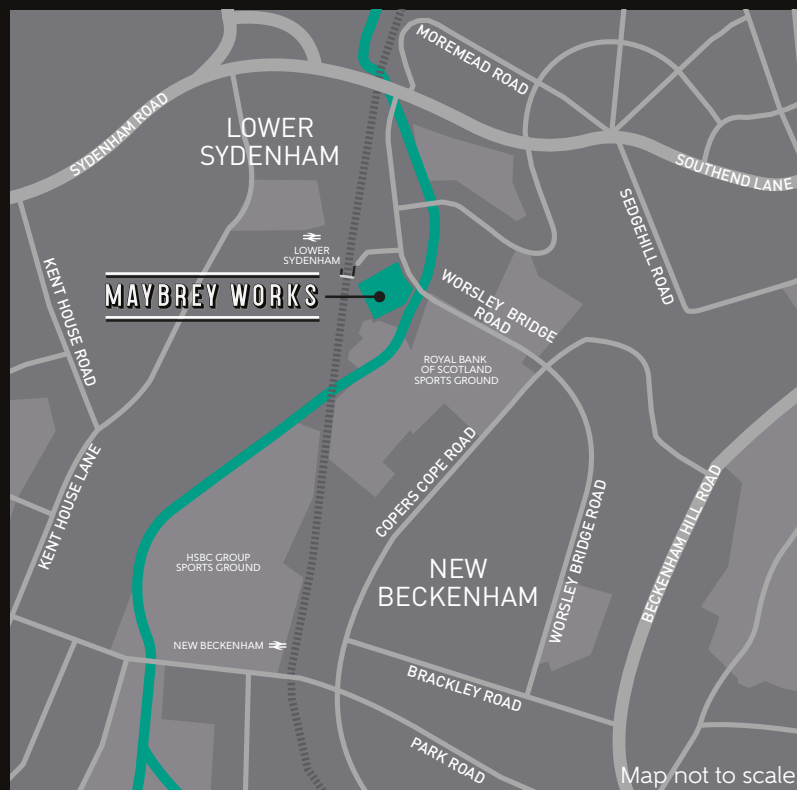 MOREMEAD ROAD
LOWER
SYDENHAM
SYDENHAM ROAD
SOUTHEND LANE
SEDGEHILL ROAD
LOWER
SYDENHAM
KENT HOUSE ROAD
MAYBREY WORKS
WORSLEY BRIDGE
ROAD
ROYAL BANK
OF SCOTLAND
SPORTS GROUND
COPERS COPE ROAD
KENT HOUSE LANE
HSBC GROUP
SPORTS GROUND
NEW
BECKENHAM
WORSLEY BRIDGE ROAD
BECKENHAM HILL ROAD
NEW BECKENHAM
BRACKLEY ROAD
PARK ROAD
Map not to scale